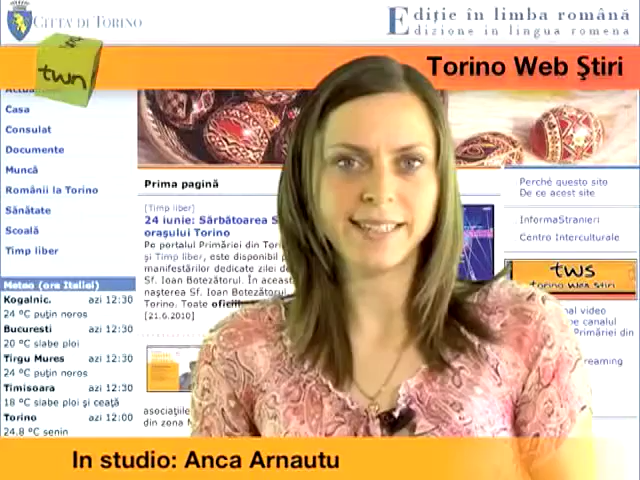 CITTÀ DI TORINO
Ediție în limba română
Dizione in lingua romena
twn
Torino Web Ştiri
Casa
Consulat
Documente
Muncă
Românii la Torino
Sănătate
Scoală
Timp liber
Prima pagină
[Timp liber]
24 iunie: Sărbătoarea S
oraşului Torino
Pe portalul Primăriei din Tori
şi Timp liber, este disponibil p
manifestărilor dedicate zilei de
Sf. Ioan Botezătorul. În aceast
naşterea Sf. Ioan Botezătorul
Torino. Toate
[21.6.2010]
asociaţiile
din zona
Perché questo sito
De ce acest site
InformaStranieri
Centro Interculturale
tws
Torino Web Stiri
video
pe canalul
Primăriei din
Meteo (ora Italiei)
Kogalnic. azi 12:30
24 °C puţin noros
Bucuresti azi 12:30
20 °C slabe ploi
Tirgu Mures azi 12:30
24 °C puţin noros
Timisoara azi 12:30
18 °C slabe ploi şi ceaţă
Torino azi 12:00
24.8 °C senin
In studio: Anca Arnautu